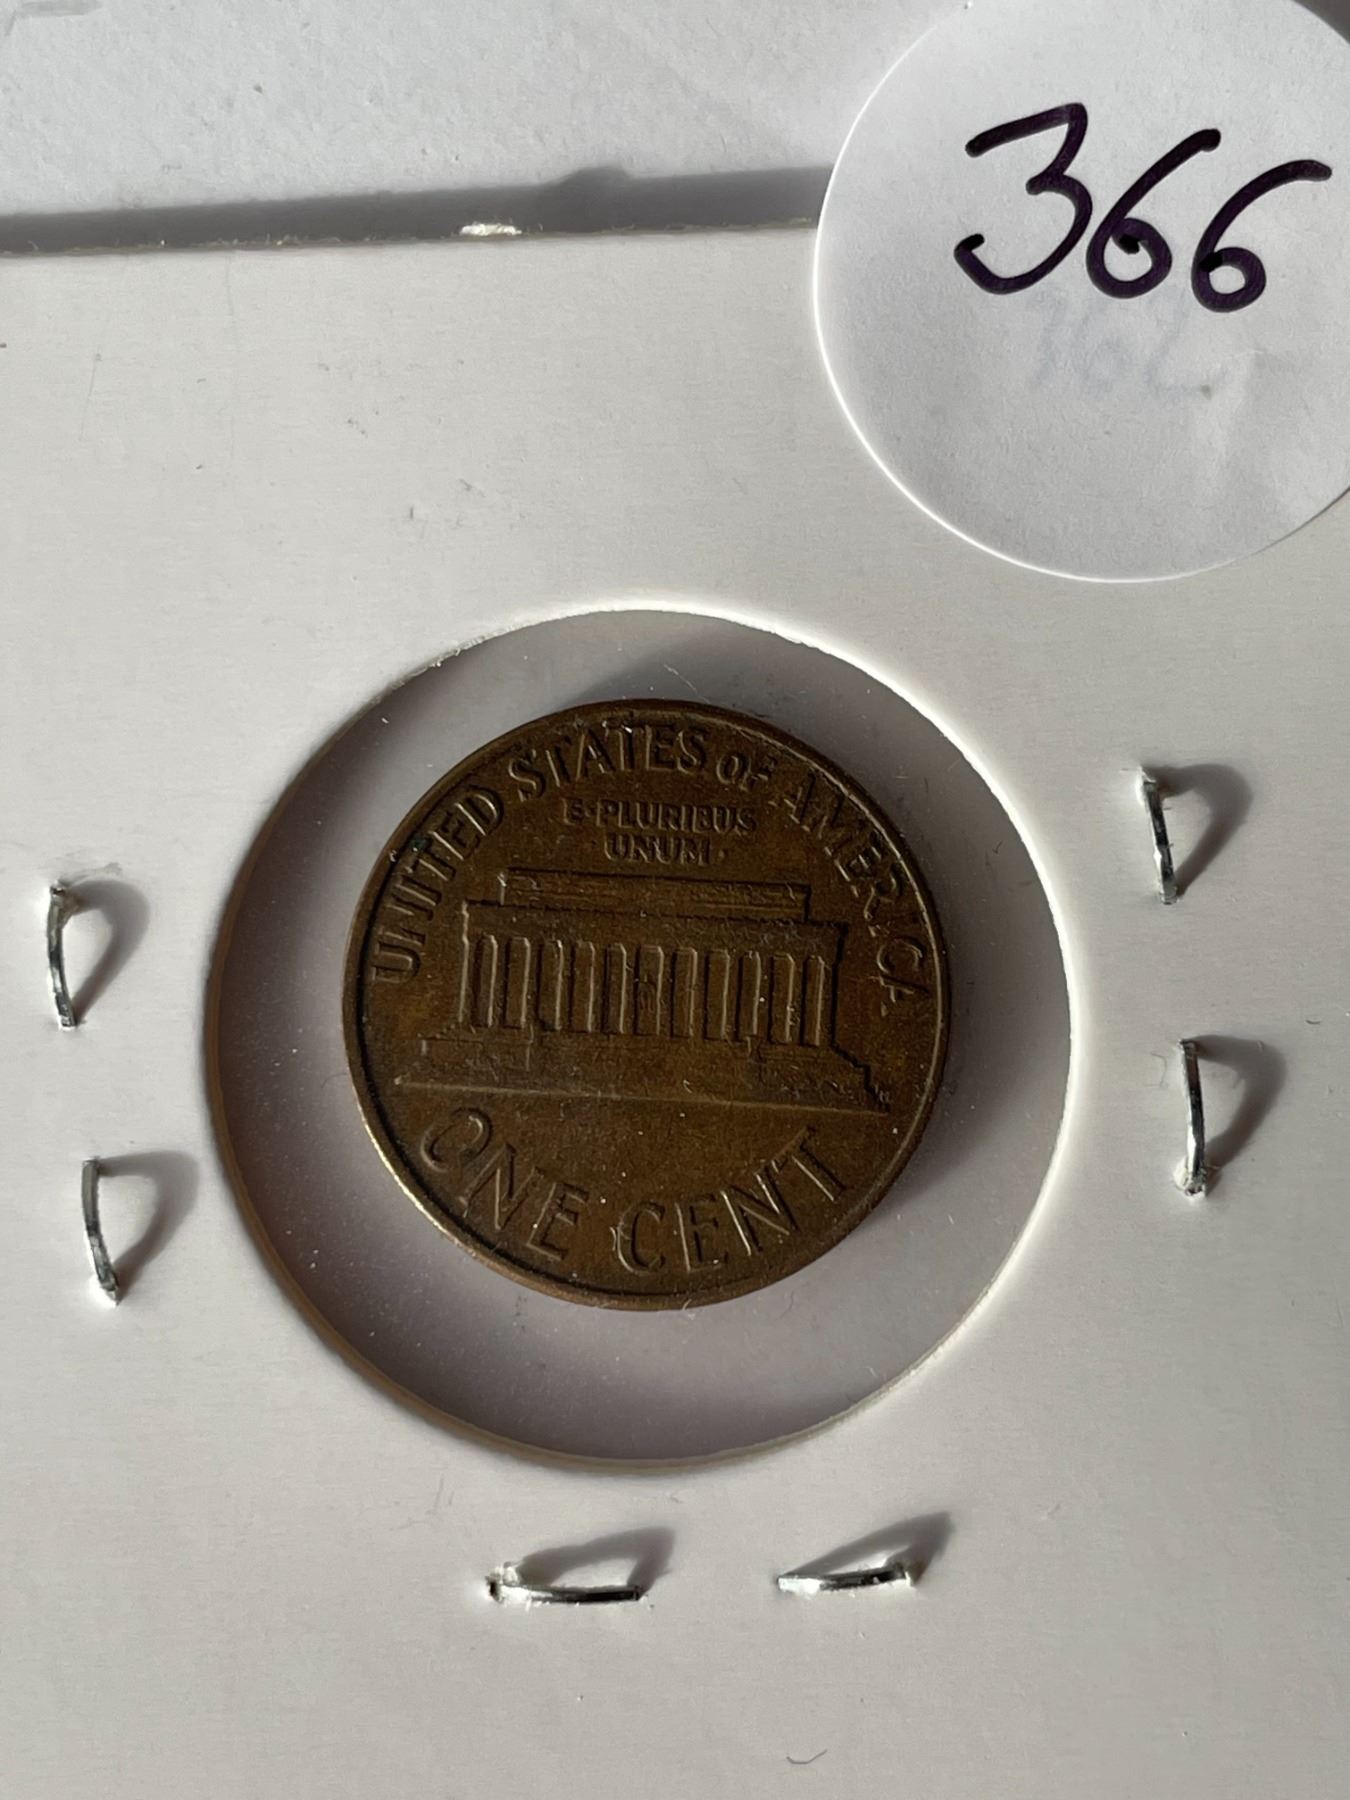 366
UNITED STATES OF AMERICA
E·PLURIBUS
·UNUM·
ONE CENT